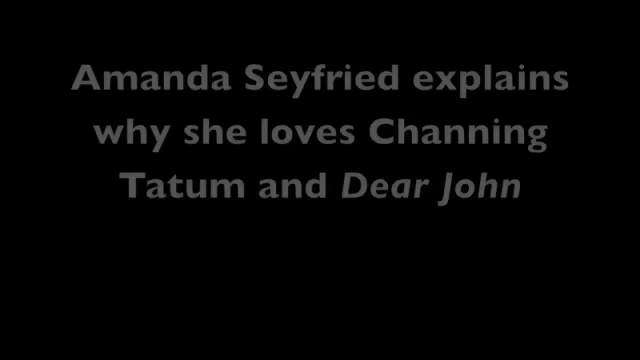 Amanda Seyfried explains
why she loves Channing
Tatum and Dear John